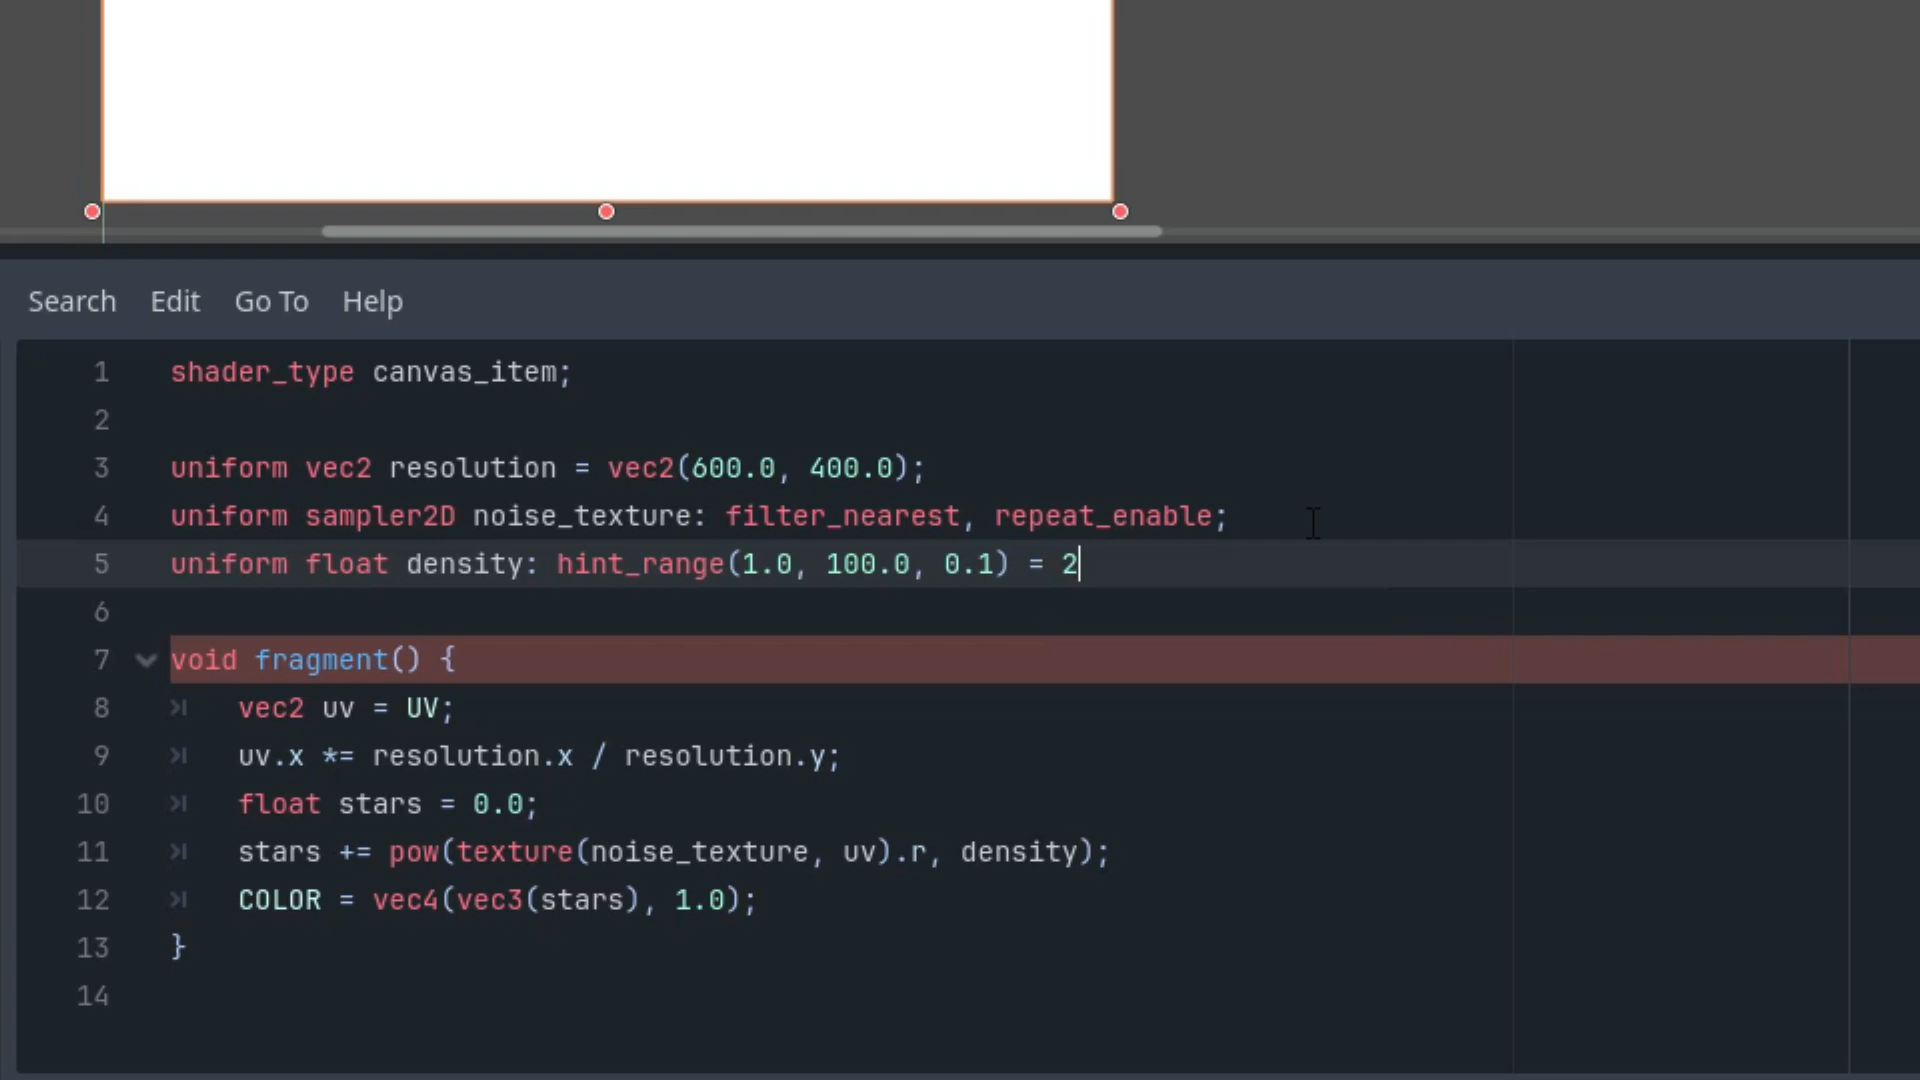 Search Edit Go To Help
1 shader_type canvas_item;
2
3 uniform vec2 resolution = vec2(600.0, 400.0);
4 uniform sampler2D noise_texture: filter_nearest, repeat_enable;
5 uniform float density: hint_range(1.0, 100.0, 0.1) = 2
6
7 void fragment() {
8 vec2 uv = UV;
9 uv.x *= resolution.x / resolution.y;
10 float stars = 0.0;
11 stars += pow(texture(noise_texture, uv).r, density);
12 COLOR = vec4(vec3(stars), 1.0);
13 }
14